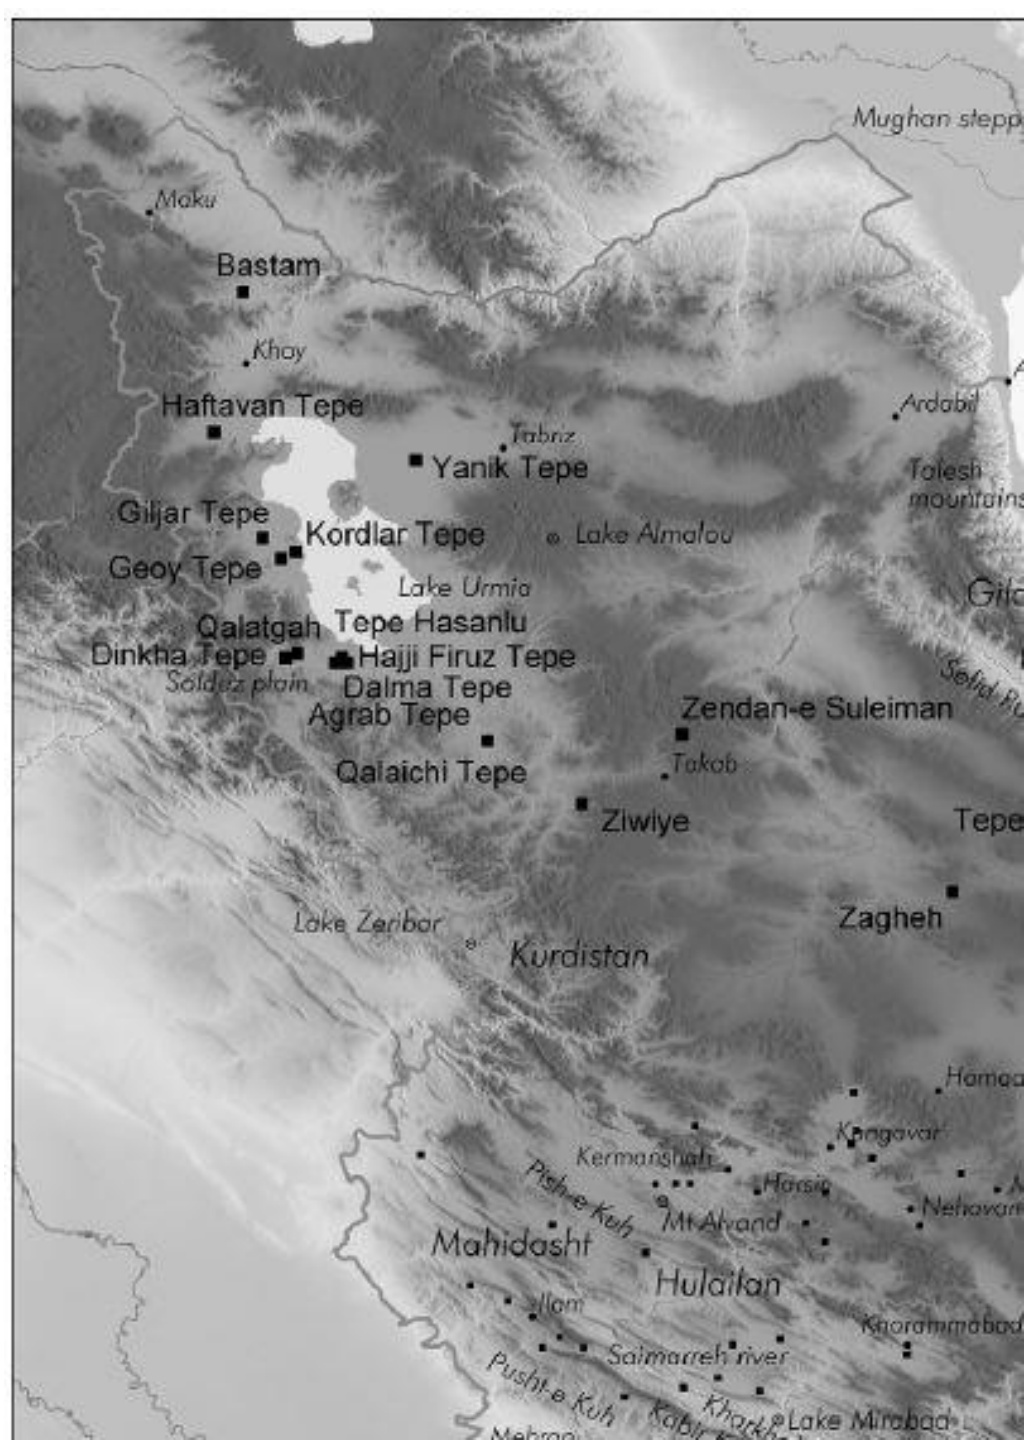 Mughan stepp
Maku
Bastam
Khoy
Haftavan Tepe
Ardabil
Tabriz
Yanik Tepe
Talesh
mountains
Giljar Tepe
Kordlar Tepe
Lake Almalou
Geoy Tepe
Lake Urmia
Qalatgah
Tepe Hasanlu
Dinkha Tepe
Hajji Firuz Tepe
Solduz plain
Dalma Tepe
Agrab Tepe
Zendan-e Suleiman
Qalaichi Tepe
Takab
Ziwiye
Tepe
Zagheh
Lake Zeribar
Kurdistan
Kangavar
Kermanshah
Pish-e Kuh
Harsin
Nehavan
Mt Alvand
Mahidasht
Hulailan
Ilam
Khorammabad
Saimarreh river
Pusht-e Kuh
Kabir
Lake Mirabad
Mehran